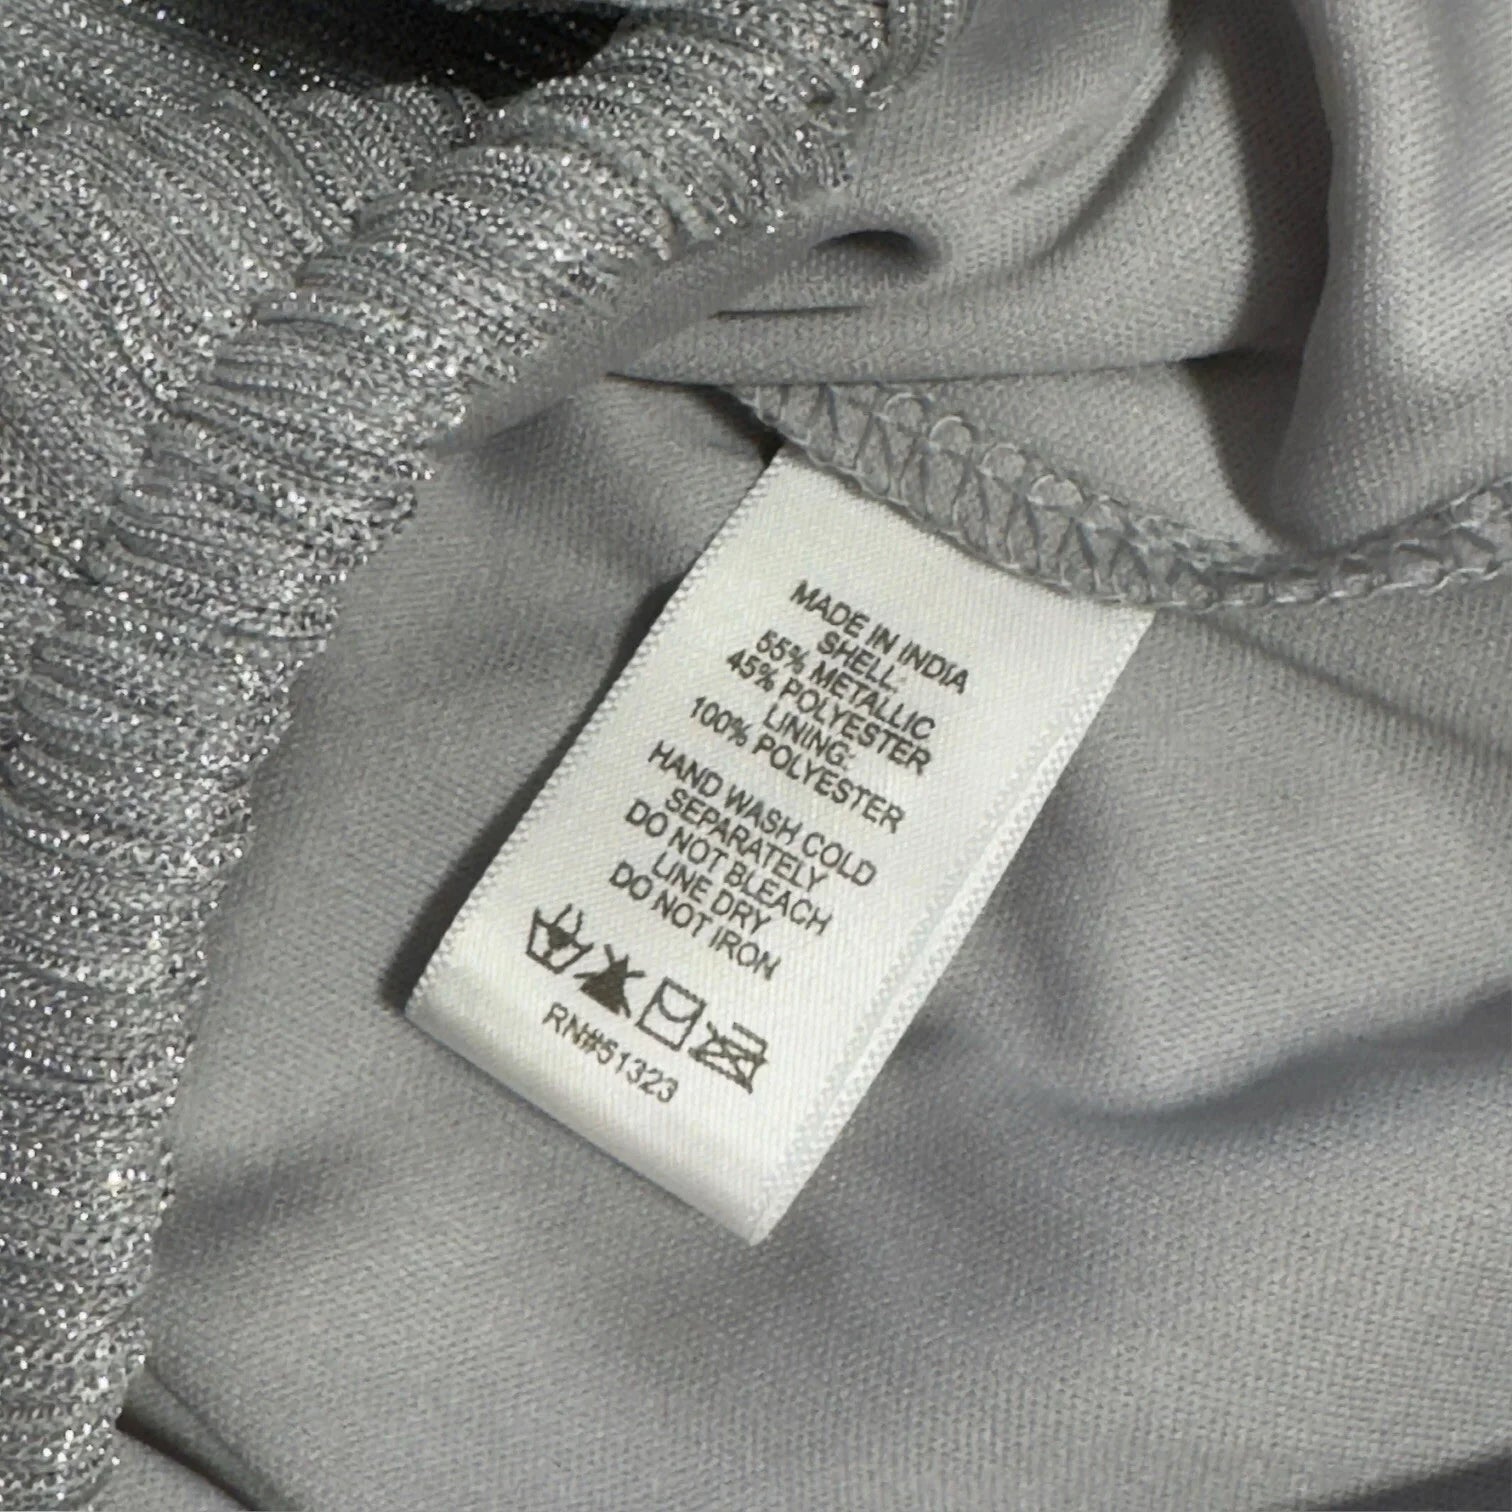 MADE IN INDIA
SHELL:
55% METALLIC
45% POLYESTER
LINING:
100% POLYESTER
HAND WASH COLD
SEPARATELY
DO NOT BLEACH
LINE DRY
DO NOT IRON
RN#51323